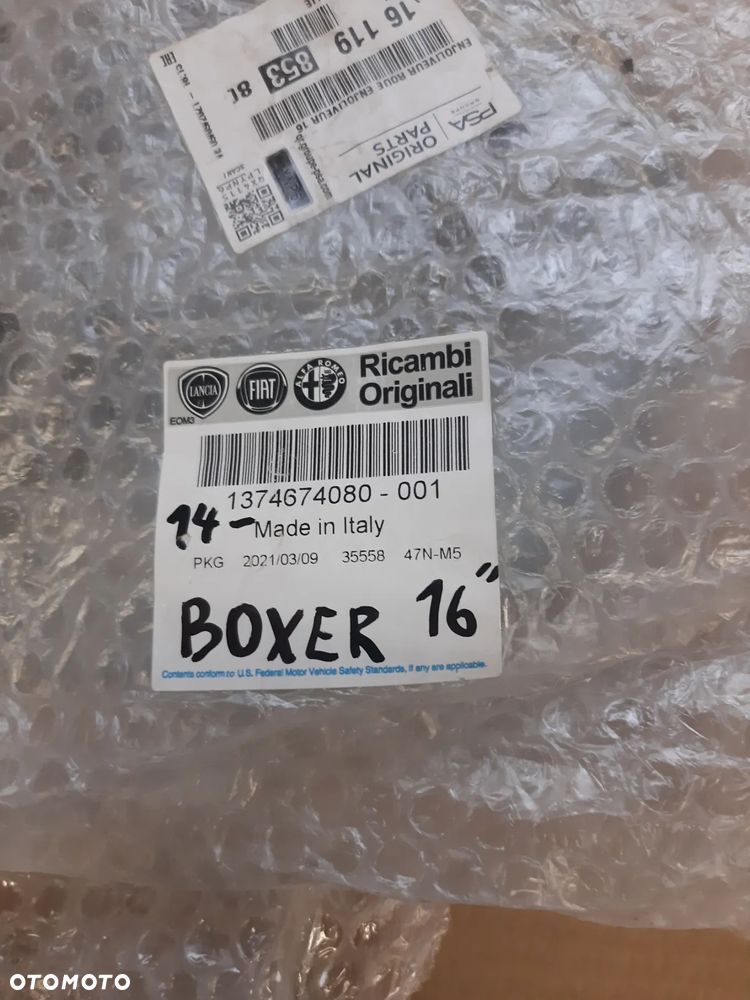 16 119
853 8
ENJOLIVEUR ROUE ENJOLIVEUR 16
PSA
GROUPE
ORIGINAL
PARTS
LANCIA
FIAT
ALFA ROMEO
Ricambi
Originali
EOM3
1374674080 - 001
14- Made in Italy
PKG 2021/03/09 35558 47N-M5
BOXER 16"
Contents conform to U.S. Federal Motor Vehicle Safety Standards, if any are applicable.
OTOMOTO